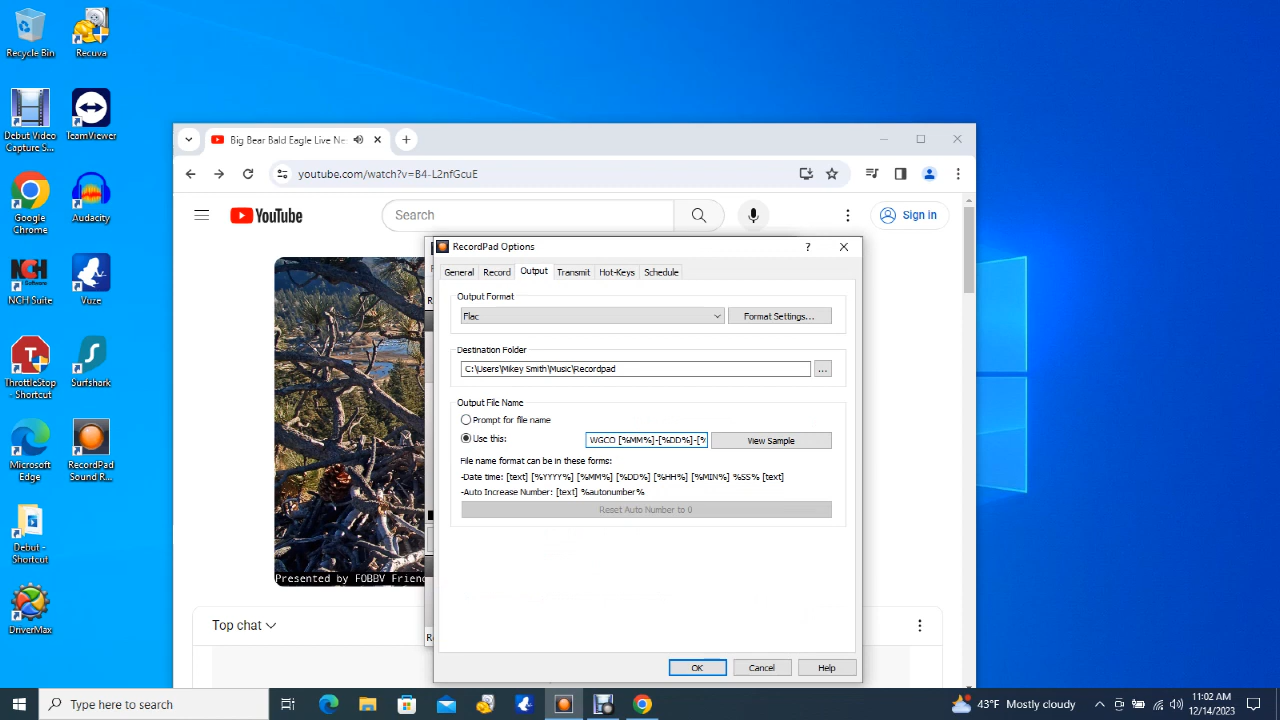 Recycle Bin
Recuva
Debut Video
Capture S...
TeamViewer
Google
Chrome
Audacity
NCH
Software
NCH Suite
Vuze
ThrottleStop
- Shortcut
Surfshark
Microsoft
Edge
RecordPad
Sound R...
Debut -
Shortcut
DriverMax
Big Bear Bald Eagle Live Ne
youtube.com/watch?v=B4-L2nfGcuE
YouTube
Search
Sign in
Presented by FOBBV Frien
Top chat
RecordPad Options
General
Record
Output
Transmit
Hot-Keys
Schedule
Output Format
Flac
Format Settings...
Destination Folder
C:\Users\Mikey Smith\Music\Recordpad
...
Output File Name
Prompt for file name
Use this:
WGCO [%MM%]-[%DD%]-[%
View Sample
File name format can be in these forms:
-Date time: [text] [%YYYY%] [%MM%] [%DD%] [%HH%] [%MIN%] %SS% [text]
-Auto Increase Number: [text] %autonumber%
Reset Auto Number to 0
OK
Cancel
Help
Type here to search
43°F Mostly cloudy
11:02 AM
12/14/2023